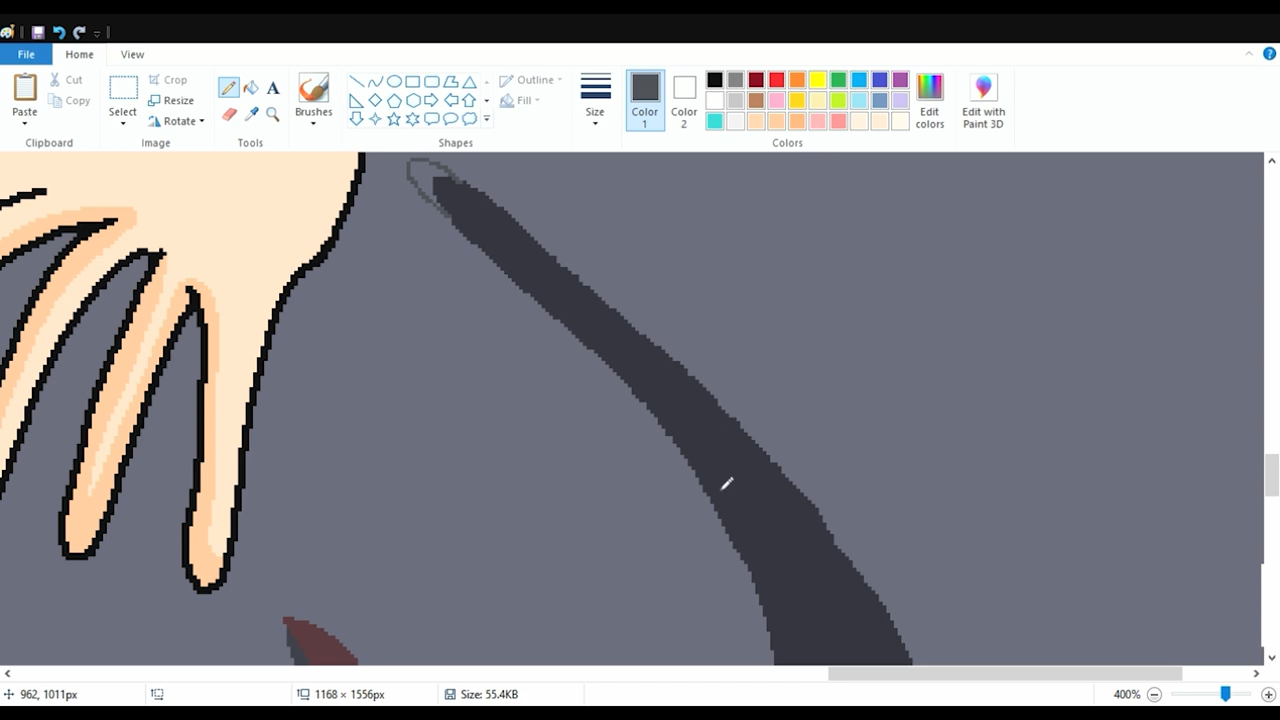 File Home View
Paste
Cut
Copy
Clipboard
Select
Crop
Resize
Rotate
Image
A
Tools
Brushes
Outline
Fill
Shapes
Size
Color 1
Color 2
Edit colors
Edit with Paint 3D
Colors
962, 1011px
1168 × 1556px
Size: 55.4KB
400%